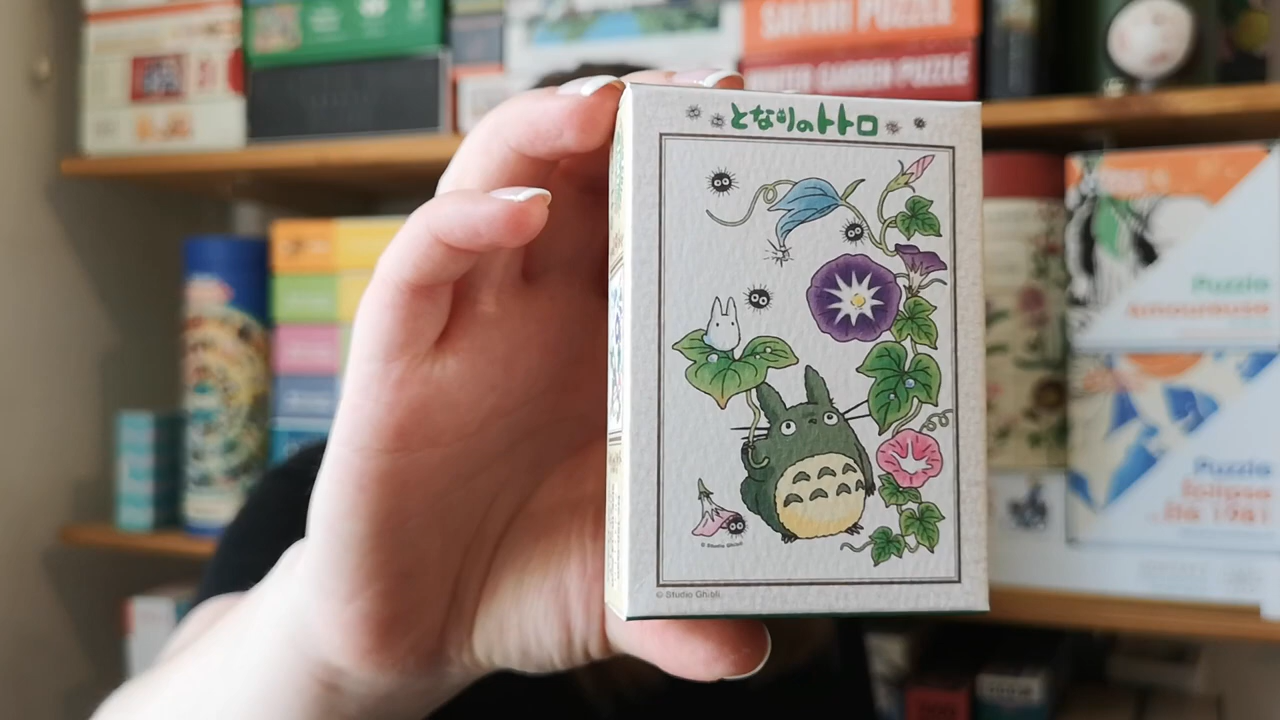 SAFARI PUZZLE
WINTER GARDEN PUZZLE
となりのトトロ
© Studio Ghibli
© Studio Ghibli
Puzzle
Amoureuse
Puzzle
Eclipse